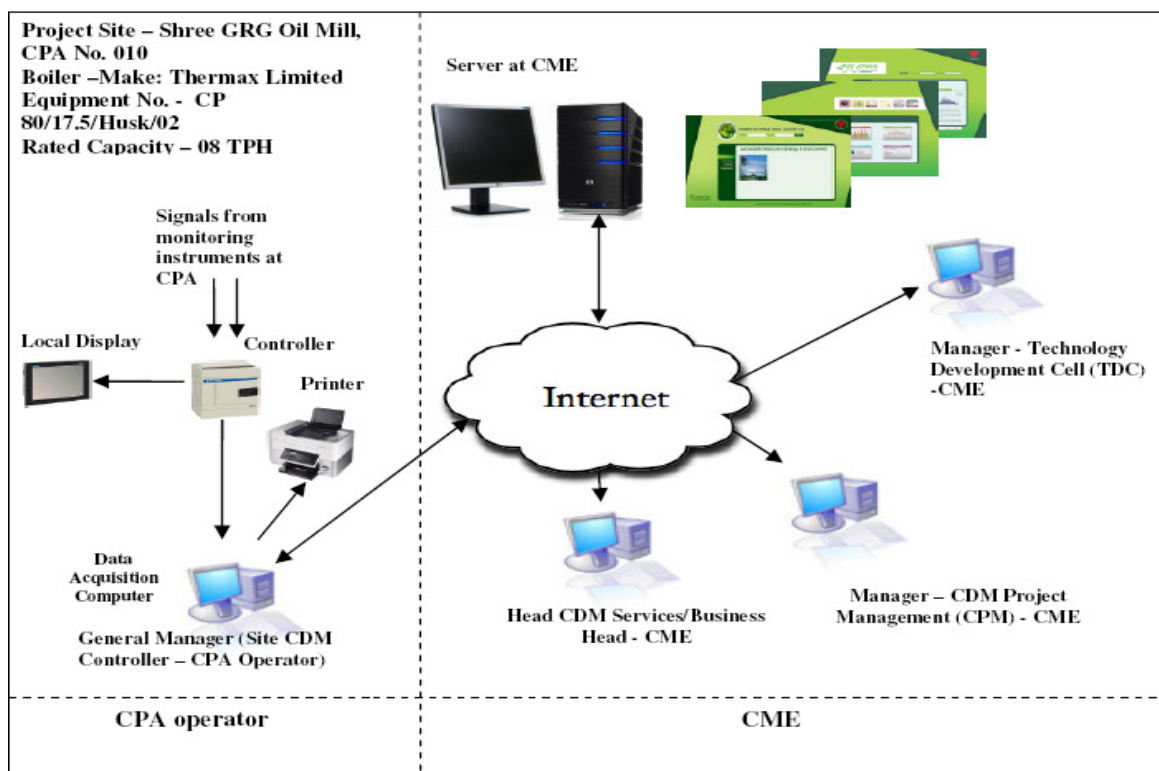 Project Site – Shree GRG Oil Mill,
CPA No. 010
Boiler –Make: Thermax Limited
Equipment No. - CP
80/17.5/Husk/02
Rated Capacity – 08 TPH
Signals from
monitoring
instruments at
CPA
Local Display
Controller
Printer
Data
Acquisition
Computer
General Manager (Site CDM
Controller – CPA Operator)
CPA operator
Server at CME
Internet
Manager - Technology
Development Cell (TDC)
-CME
Head CDM Services/Business
Head - CME
Manager – CDM Project
Management (CPM) - CME
CME